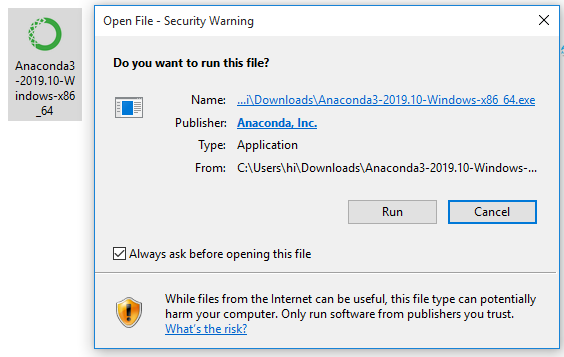 Anaconda3
-2019.10-W
indows-x86
_64
Open File - Security Warning
Do you want to run this file?
Name: ...i\Downloads\Anaconda3-2019.10-Windows-x86_64.exe
Publisher: Anaconda, Inc.
Type: Application
From: C:\Users\hi\Downloads\Anaconda3-2019.10-Windows-...
Run Cancel
Always ask before opening this file
While files from the Internet can be useful, this file type can potentially
harm your computer. Only run software from publishers you trust.
What's the risk?